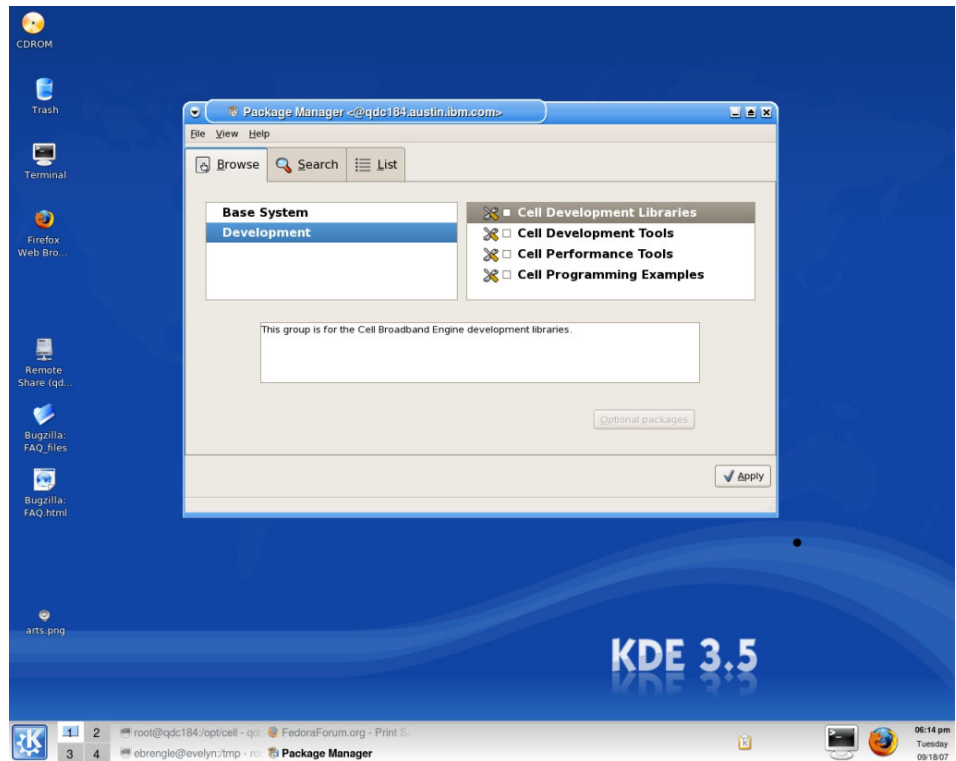 CDROM
Trash
Terminal
Firefox
Web Bro...
Remote
Share (qd...
Bugzilla:
FAQ_files
Bugzilla:
FAQ.html
arts.png
Package Manager <@qdc184.austin.ibm.com>
File View Help
Browse Search List
Base System
Development
Cell Development Libraries
Cell Development Tools
Cell Performance Tools
Cell Programming Examples
This group is for the Cell Broadband Engine development libraries.
Optional packages
Apply
KDE 3.5
1 2
3 4
root@qdc184:/opt/cell - qd
FedoraForum.org - Print
ebrengle@evelyn:/tmp - ro
Package Manager
06:14 pm
Tuesday
09/18/07